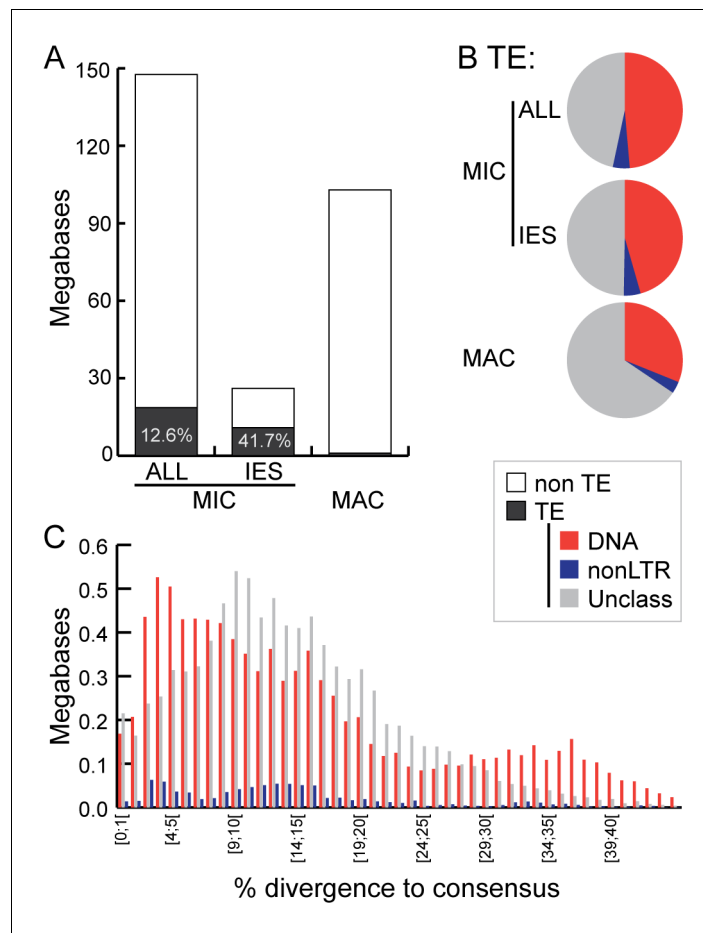 A
B TE:
150
120
90
60
30
0
Megabases
12.6%
41.7%
ALL
IES
MIC
MAC
ALL
MIC
IES
MAC
non TE
TE
DNA
nonLTR
Unclass
C
0.6
0.5
0.4
0.3
0.2
0.1
0.0
Megabases
[0;1[
[4;5[
[9;10[
[14;15[
[19;20[
[24;25[
[29;30[
[34;35[
[39;40[
% divergence to consensus